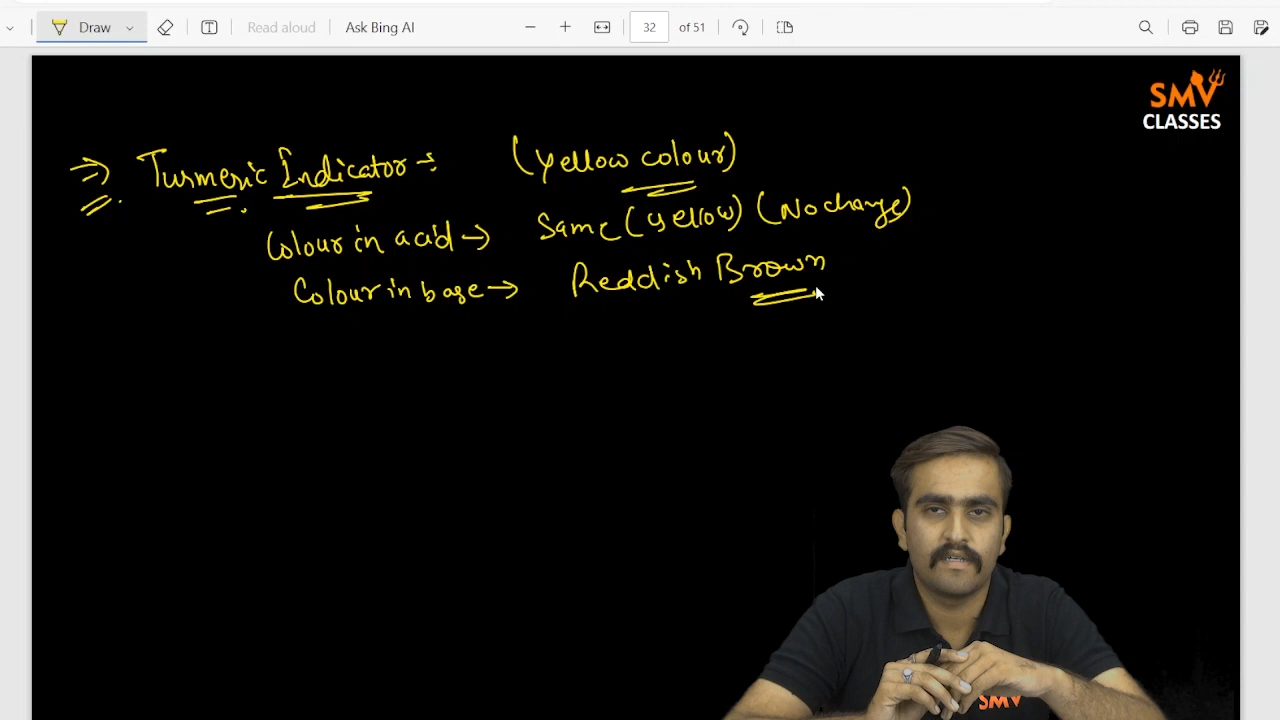 Draw
Read aloud
Ask Bing AI
32 of 51
SMV
CLASSES
⇒ Turmeric Indicator -: (Yellow colour)
Colour in acid → Same (yellow) (No change)
Colour in base → Reddish Brown
SMV